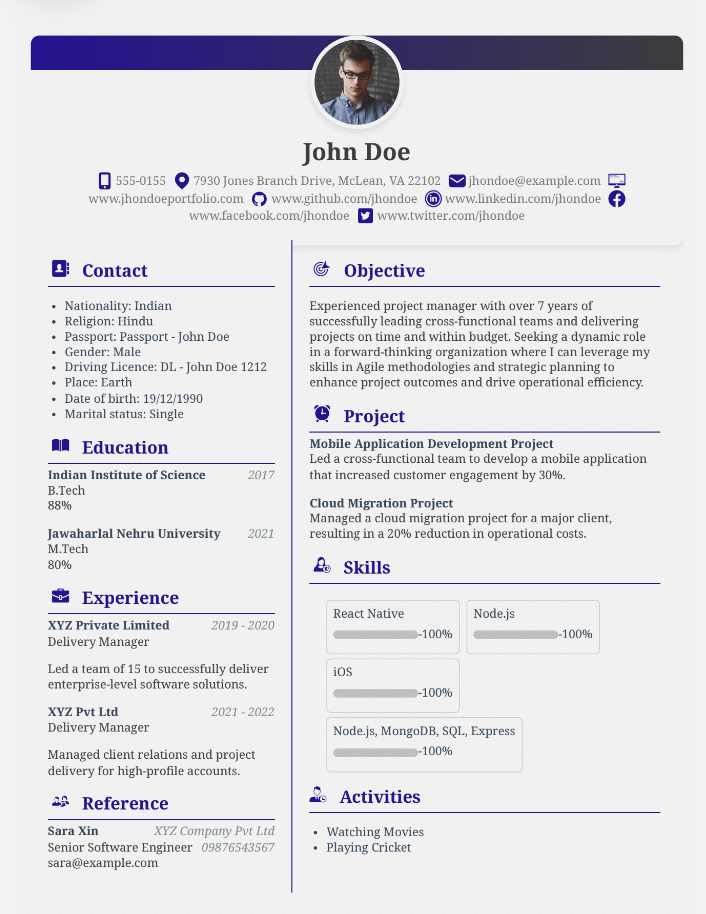 John Doe
555-0155 7930 Jones Branch Drive, McLean, VA 22102 jhondoe@example.com
www.jhondoeportfolio.com www.github.com/jhondoe www.linkedin.com/jhondoe
www.facebook.com/jhondoe www.twitter.com/jhondoe
Contact
• Nationality: Indian
• Religion: Hindu
• Passport: Passport - John Doe
• Gender: Male
• Driving Licence: DL - John Doe 1212
• Place: Earth
• Date of birth: 19/12/1990
• Marital status: Single
Education
Indian Institute of Science 2017
B.Tech
88%
Jawaharlal Nehru University 2021
M.Tech
80%
Experience
XYZ Private Limited 2019 - 2020
Delivery Manager
Led a team of 15 to successfully deliver
enterprise-level software solutions.
XYZ Pvt Ltd 2021 - 2022
Delivery Manager
Managed client relations and project
delivery for high-profile accounts.
Reference
Sara Xin XYZ Company Pvt Ltd
Senior Software Engineer 09876543567
sara@example.com
Objective
Experienced project manager with over 7 years of
successfully leading cross-functional teams and delivering
projects on time and within budget. Seeking a dynamic role
in a forward-thinking organization where I can leverage my
skills in Agile methodologies and strategic planning to
enhance project outcomes and drive operational efficiency.
Project
Mobile Application Development Project
Led a cross-functional team to develop a mobile application
that increased customer engagement by 30%.
Cloud Migration Project
Managed a cloud migration project for a major client,
resulting in a 20% reduction in operational costs.
Skills
React Native
-100%
Node.js
-100%
iOS
-100%
Node.js, MongoDB, SQL, Express
-100%
Activities
• Watching Movies
• Playing Cricket